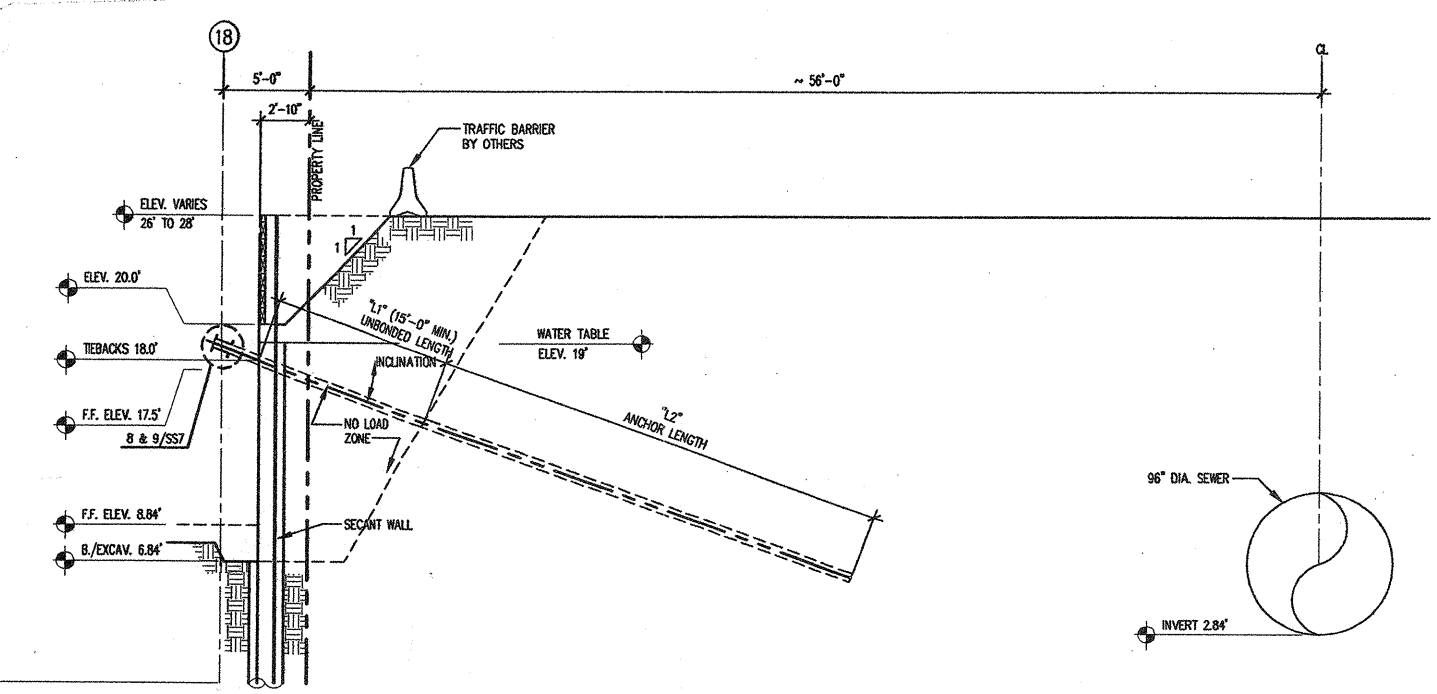 18
CL
5'-0"
~ 56'-0"
2'-10"
PROPERTY LINE
TRAFFIC BARRIER
BY OTHERS
ELEV. VARIES
26' TO 28'
1
1
ELEV. 20.0'
"L1" (15'-0" MIN.)
UNBONDED LENGTH
WATER TABLE
ELEV. 19'
TIEBACKS 18.0'
INCLINATION
F.F. ELEV. 17.5'
8 & 9/SS7
NO LOAD
ZONE
"L2"
ANCHOR LENGTH
96" DIA. SEWER
F.F. ELEV. 8.84'
SECANT WALL
B./EXCAV. 6.84'
INVERT 2.84'